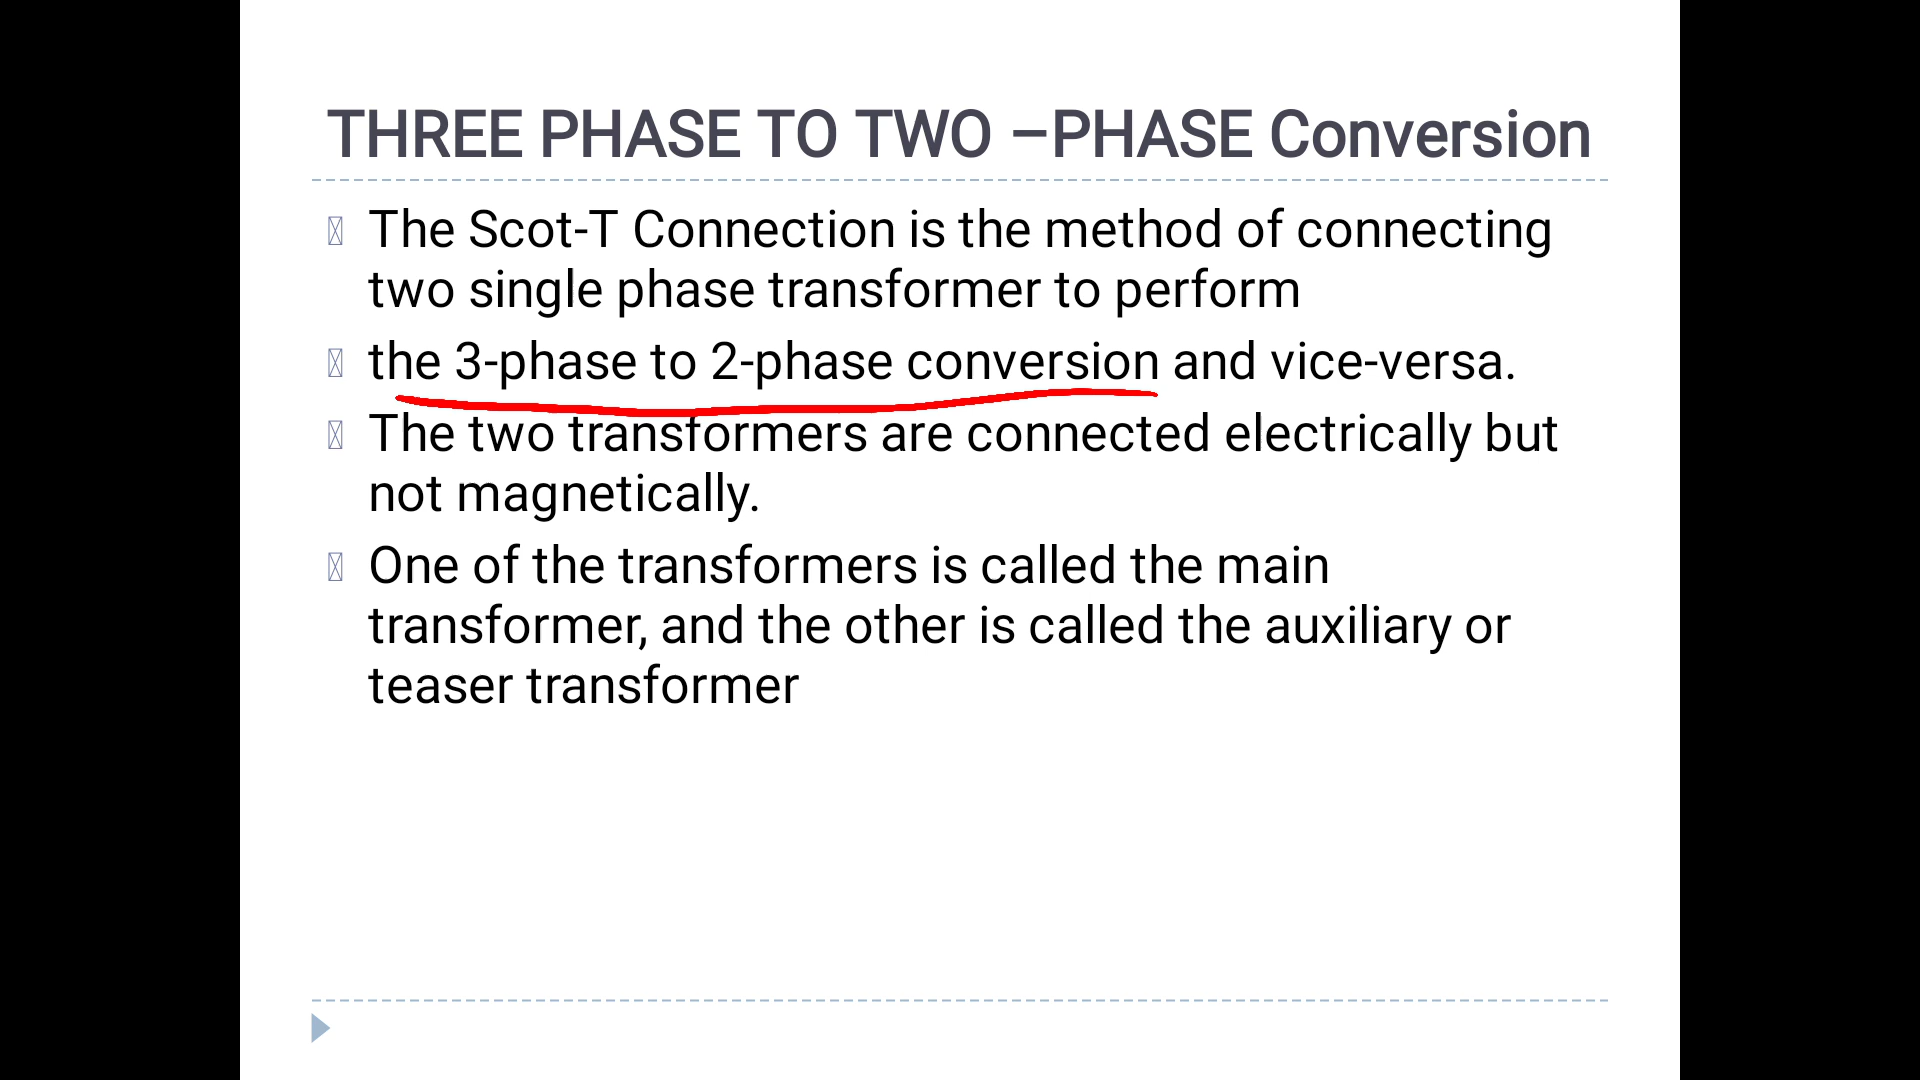 THREE PHASE TO TWO –PHASE Conversion
The Scot-T Connection is the method of connecting
two single phase transformer to perform
the 3-phase to 2-phase conversion and vice-versa.
The two transformers are connected electrically but
not magnetically.
One of the transformers is called the main
transformer, and the other is called the auxiliary or
teaser transformer